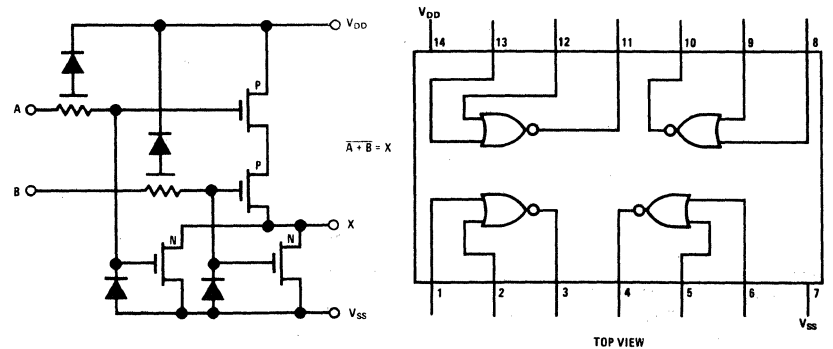 V_DD
P
A
P
B
A + B = X
X
N
N
V_SS
V_DD
14
13
12
11
10
9
8
1
2
3
4
5
6
7
V_SS
TOP VIEW